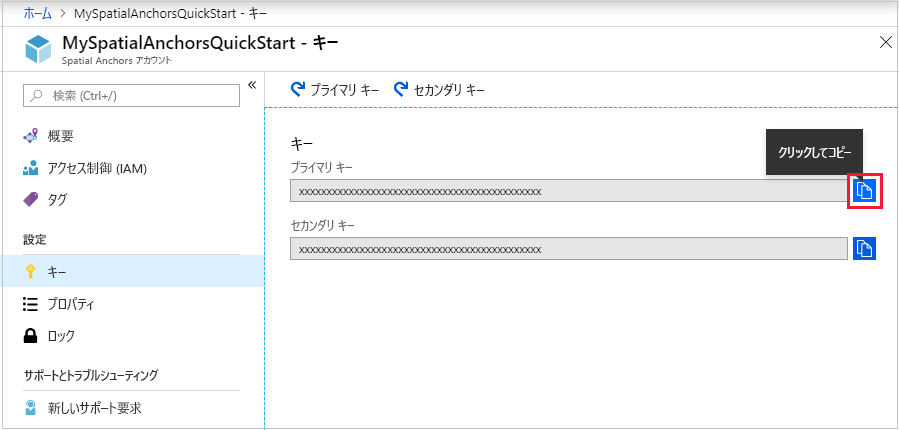 ホーム > MySpatialAnchorsQuickStart - キー
MySpatialAnchorsQuickStart - キー
Spatial Anchors アカウント
検索 (Ctrl+/)
概要
アクセス制御 (IAM)
タグ
設定
キー
プロパティ
ロック
サポートとトラブルシューティング
新しいサポート要求
プライマリ キー セカンダリ キー
キー
クリックしてコピー
プライマリ キー
xxxxxxxxxxxxxxxxxxxxxxxxxxxxxxxxxxxxxxxxxxxx
セカンダリ キー
xxxxxxxxxxxxxxxxxxxxxxxxxxxxxxxxxxxxxxxxxxxx